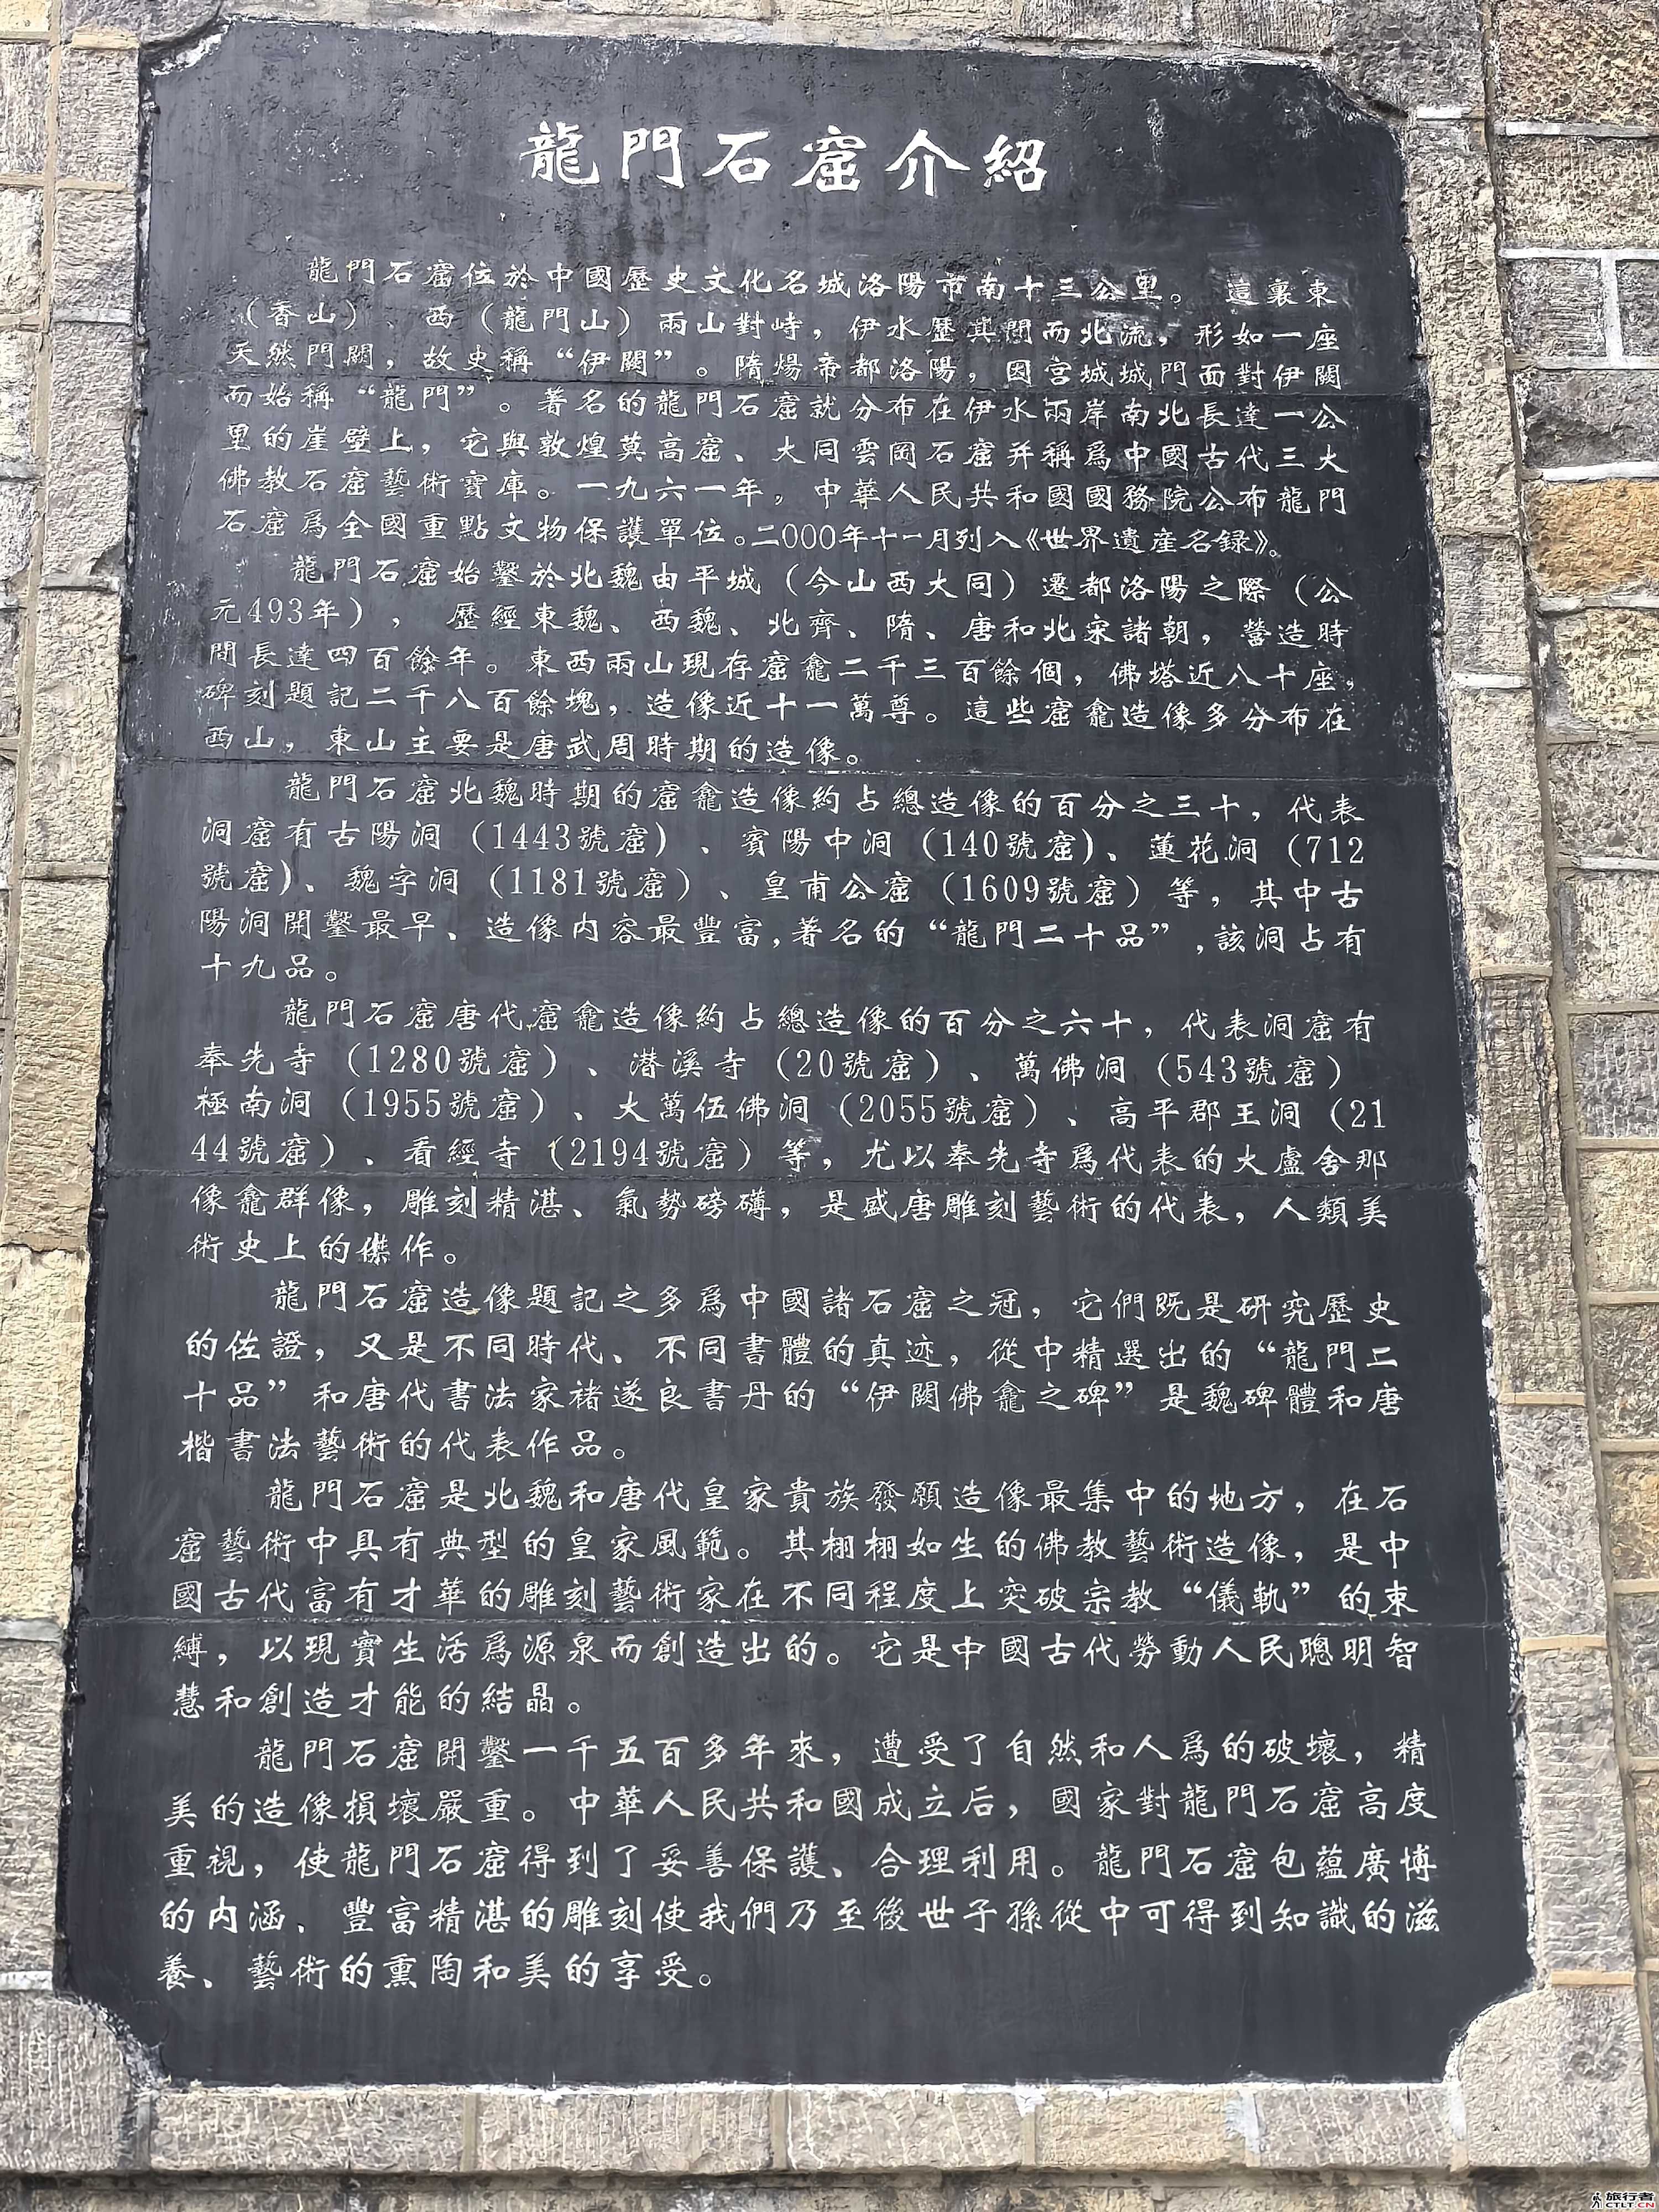 龍門石窟介紹
龍門石窟位於中國歷史文化名城洛陽市南十三公里。這裏東
（香山）、西（龍門山）兩山對峙，伊水歷其間而北流，形如一座
天然門闕，故史稱“伊闕”。隋煬帝都洛陽，因宮城城門面對伊闕
而始稱“龍門”。著名的龍門石窟就分布在伊水兩岸南北長達一公
里的崖壁上，它與敦煌莫高窟、大同雲岡石窟并稱爲中國古代三大
佛教石窟藝術寶庫。一九六一年，中華人民共和國國務院公布龍門
石窟爲全國重點文物保護單位。二000年十一月列入《世界遺産名録》。
龍門石窟始鑿於北魏由平城（今山西大同）遷都洛陽之際（公
元493年），歷經東魏、西魏、北齊、隋、唐和北宋諸朝，營造時
間長達四百餘年。東西兩山現存窟龕二千三百餘個，佛塔近八十座，
碑刻題記二千八百餘塊，造像近十一萬尊。這些窟龕造像多分布在
西山，東山主要是唐武周時期的造像。
龍門石窟北魏時期的窟龕造像約占總造像的百分之三十，代表
洞窟有古陽洞（1443號窟）、賓陽中洞（140號窟）、蓮花洞（712
號窟）、魏字洞（1181號窟）、皇甫公窟（1609號窟）等，其中古
陽洞開鑿最早、造像内容最豐富，著名的“龍門二十品”，該洞占有
十九品。
龍門石窟唐代窟龕造像約占總造像的百分之六十，代表洞窟有
奉先寺（1280號窟）、潜溪寺（20號窟）、萬佛洞（543號窟）
極南洞（1955號窟）、大萬伍佛洞（2055號窟）、高平郡王洞（21
44號窟）、看經寺（2194號窟）等，尤以奉先寺爲代表的大盧舍那
像龕群像，雕刻精湛、氣勢磅礴，是盛唐雕刻藝術的代表，人類美
術史上的傑作。
龍門石窟造像題記之多爲中國諸石窟之冠，它們既是研究歷史
的佐證，又是不同時代、不同書體的真迹，從中精選出的“龍門二
十品”和唐代書法家褚遂良書丹的“伊闕佛龕之碑”是魏碑體和唐
楷書法藝術的代表作品。
龍門石窟是北魏和唐代皇家貴族發願造像最集中的地方，在石
窟藝術中具有典型的皇家風範。其栩栩如生的佛教藝術造像，是中
國古代富有才華的雕刻藝術家在不同程度上突破宗教“儀軌”的束
縛，以現實生活爲源泉而創造出的。它是中國古代勞動人民聰明智
慧和創造才能的結晶。
龍門石窟開鑿一千五百多年來，遭受了自然和人爲的破壞，精
美的造像損壞嚴重。中華人民共和國成立后，國家對龍門石窟高度
重視，使龍門石窟得到了妥善保護、合理利用。龍門石窟包蘊廣博
的内涵、豐富精湛的雕刻使我們乃至後世子孫從中可得到知識的滋
養、藝術的熏陶和美的享受。
旅行者
CTLT.CN